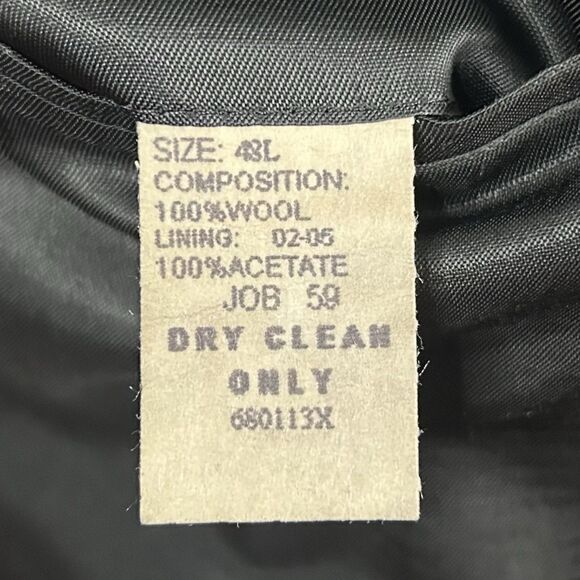 SIZE: 48L
COMPOSITION:
100%WOOL
LINING: 02-05
100%ACETATE
JOB 59
DRY CLEAN
ONLY
680113X